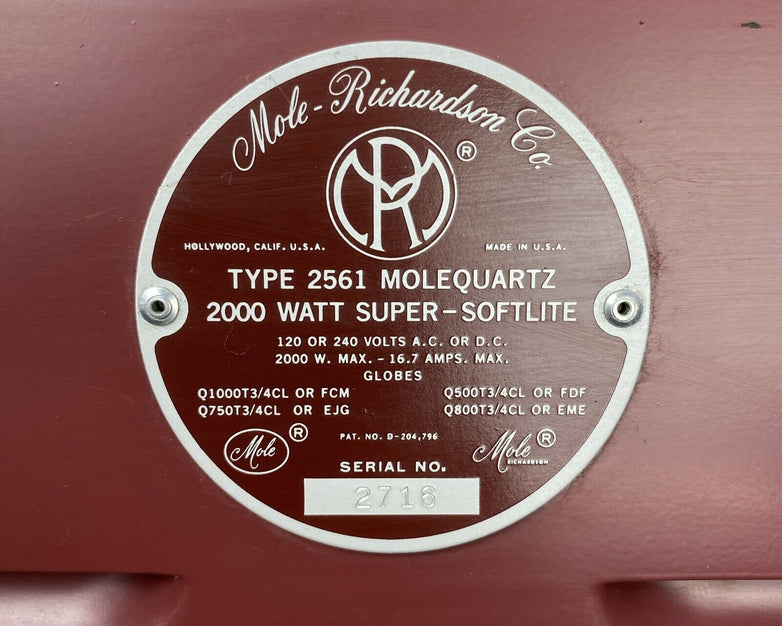 Mole-Richardson Co.
MR ®
HOLLYWOOD, CALIF. U.S.A. MADE IN U.S.A.
TYPE 2561 MOLEQUARTZ
2000 WATT SUPER-SOFTLITE
120 OR 240 VOLTS A.C. OR D.C.
2000 W. MAX. - 16.7 AMPS. MAX.
GLOBES
Q1000T3/4CL OR FCM Q500T3/4CL OR FDF
Q750T3/4CL OR EJG Q800T3/4CL OR EME
Mole ® PAT. NO. D-204,796 Mole ®
RICHARDSON
SERIAL NO.
2716